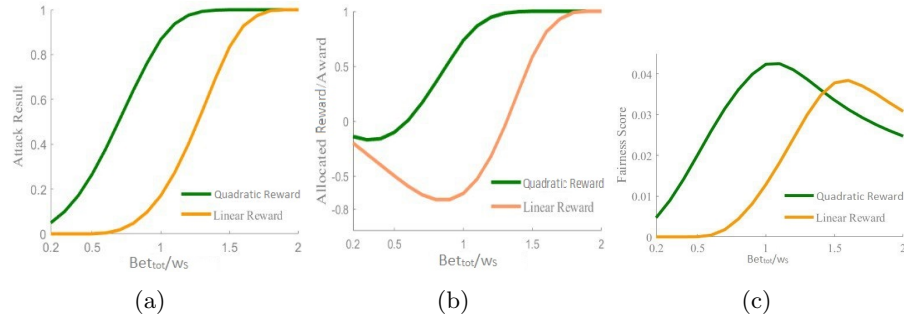 1
0.8
0.6
0.4
0.2
0
Attack Result
Quadratic Reward
Linear Reward
0.2
0.5
1
1.5
2
Bettot/wS
(a)
1
0.5
0
-0.5
-0.8
Allocated Reward/Award
Quadratic Reward
Linear Reward
0.2
0.5
1
1.5
2
Bettot/wS
(b)
0.04
0.03
0.02
0.01
0
Fairness Score
Quadratic Reward
Linear Reward
0.2
0.5
1
1.5
2
Bettot/wS
(c)